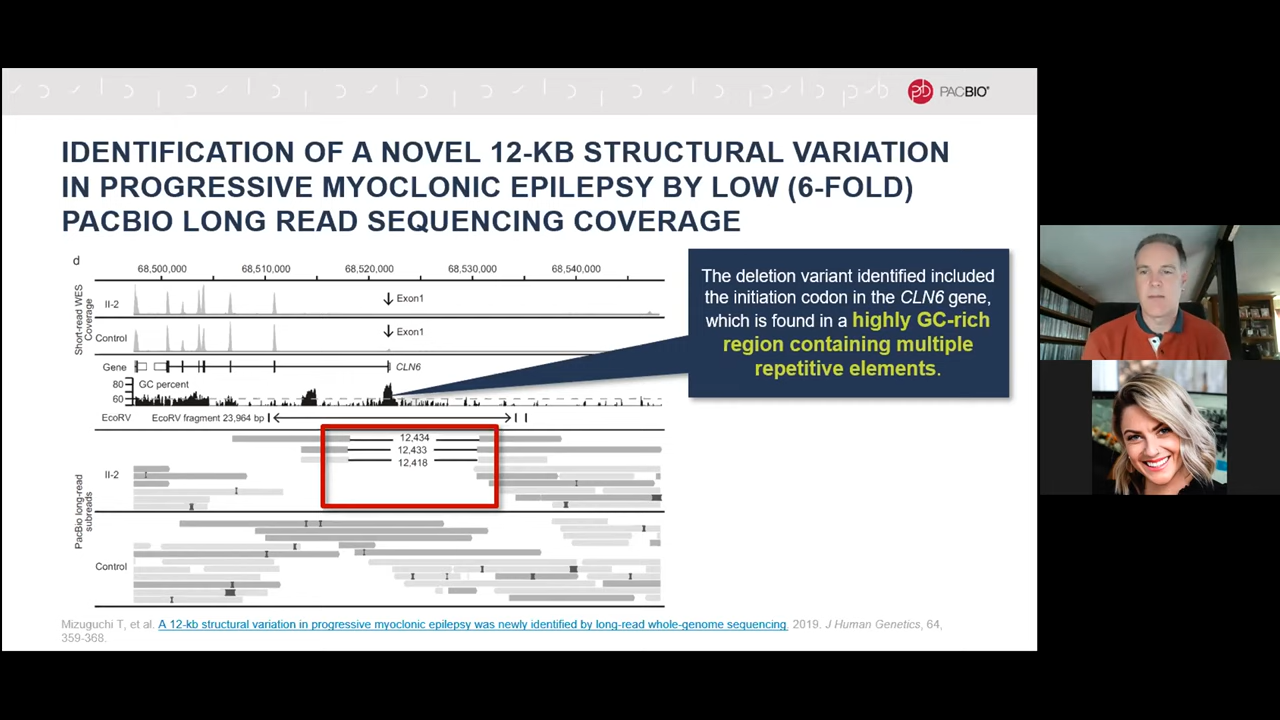 PACBIO®
IDENTIFICATION OF A NOVEL 12-KB STRUCTURAL VARIATION
IN PROGRESSIVE MYOCLONIC EPILEPSY BY LOW (6-FOLD)
PACBIO LONG READ SEQUENCING COVERAGE
d
68,500,000 68,510,000 68,520,000 68,530,000 68,540,000
Short-read WES
Coverage
II-2
Exon1
Control
Exon1
Gene
CLN6
80
60
GC percent
EcoRV
EcoRV fragment 23,964 bp
PacBio long-read
subreads
12,434
12,433
12,418
II-2
Control
The deletion variant identified included
the initiation codon in the CLN6 gene,
which is found in a highly GC-rich
region containing multiple
repetitive elements.
Mizuguchi T, et al. A 12-kb structural variation in progressive myoclonic epilepsy was newly identified by long-read whole-genome sequencing. 2019. J Human Genetics, 64,
359-368.